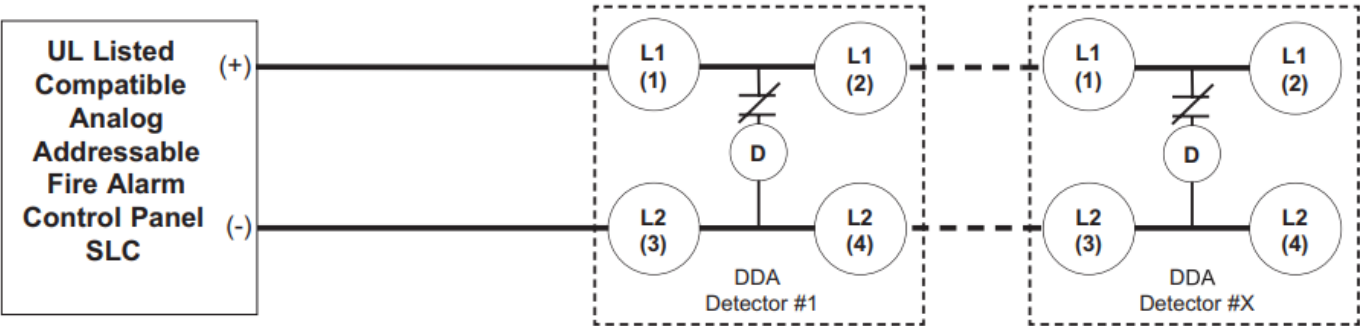 UL Listed
Compatible
Analog
Addressable
Fire Alarm
Control Panel
SLC
(+)
(-)
L1
(1)
L1
(2)
D
L2
(3)
L2
(4)
DDA
Detector #1
L1
(1)
L1
(2)
D
L2
(3)
L2
(4)
DDA
Detector #X